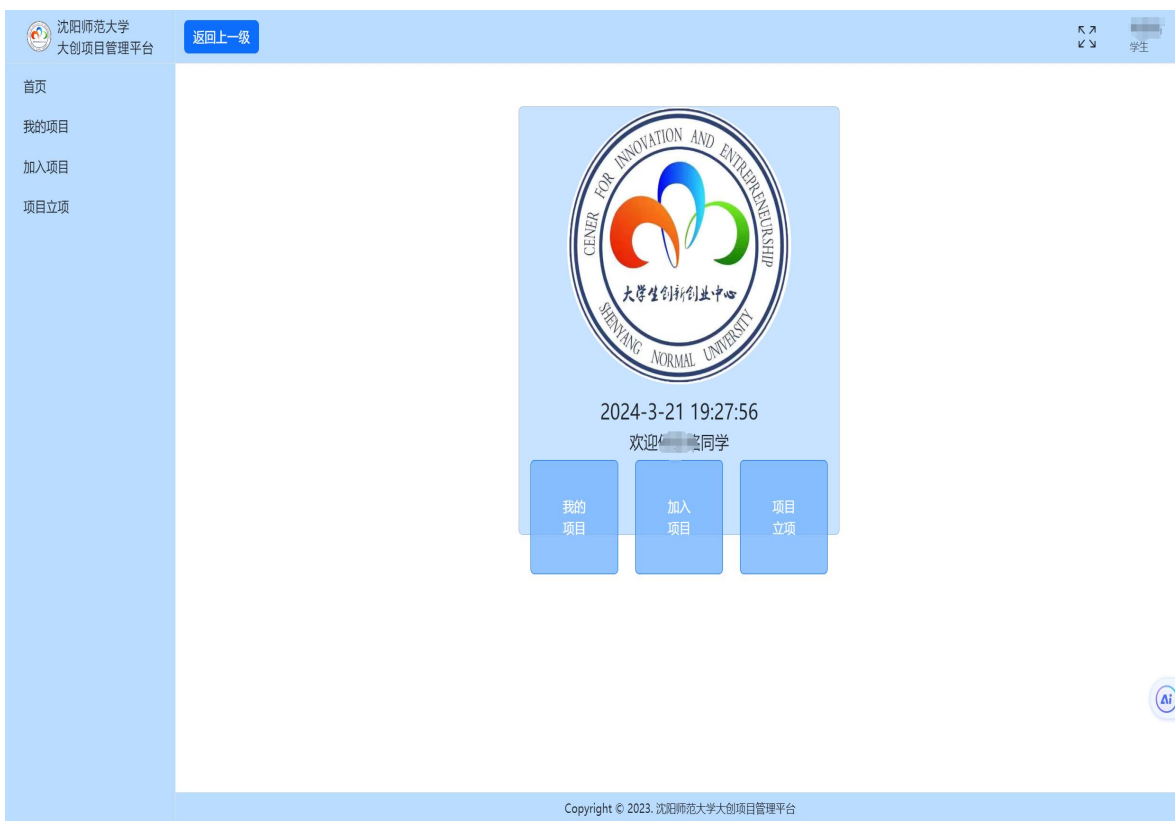 沈阳师范大学
大创项目管理平台
返回上一级
学生
首页
我的项目
加入项目
项目立项
CENER FOR INNOVATION AND ENTREPRENEURSHIP
大学生创新创业中心
SHENYANG NORMAL UNIVERSITY
2024-3-21 19:27:56
欢迎 同学
我的
项目
加入
项目
项目
立项
Ai
Copyright © 2023. 沈阳师范大学大创项目管理平台